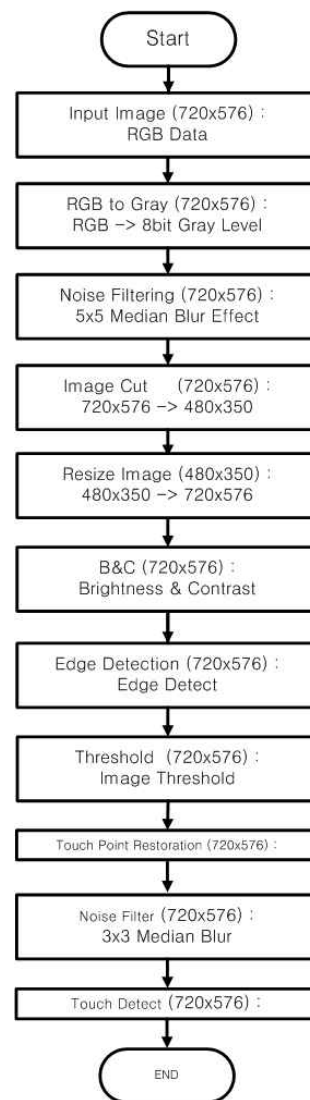 Start
Input Image (720x576) :
RGB Data
RGB to Gray (720x576) :
RGB -> 8bit Gray Level
Noise Filtering (720x576) :
5x5 Median Blur Effect
Image Cut (720x576) :
720x576 -> 480x350
Resize Image (480x350) :
480x350 -> 720x576
B&C (720x576) :
Brightness & Contrast
Edge Detection (720x576) :
Edge Detect
Threshold (720x576) :
Image Threshold
Touch Point Restoration (720x576) :
Noise Filter (720x576) :
3x3 Median Blur
Touch Detect (720x576) :
END